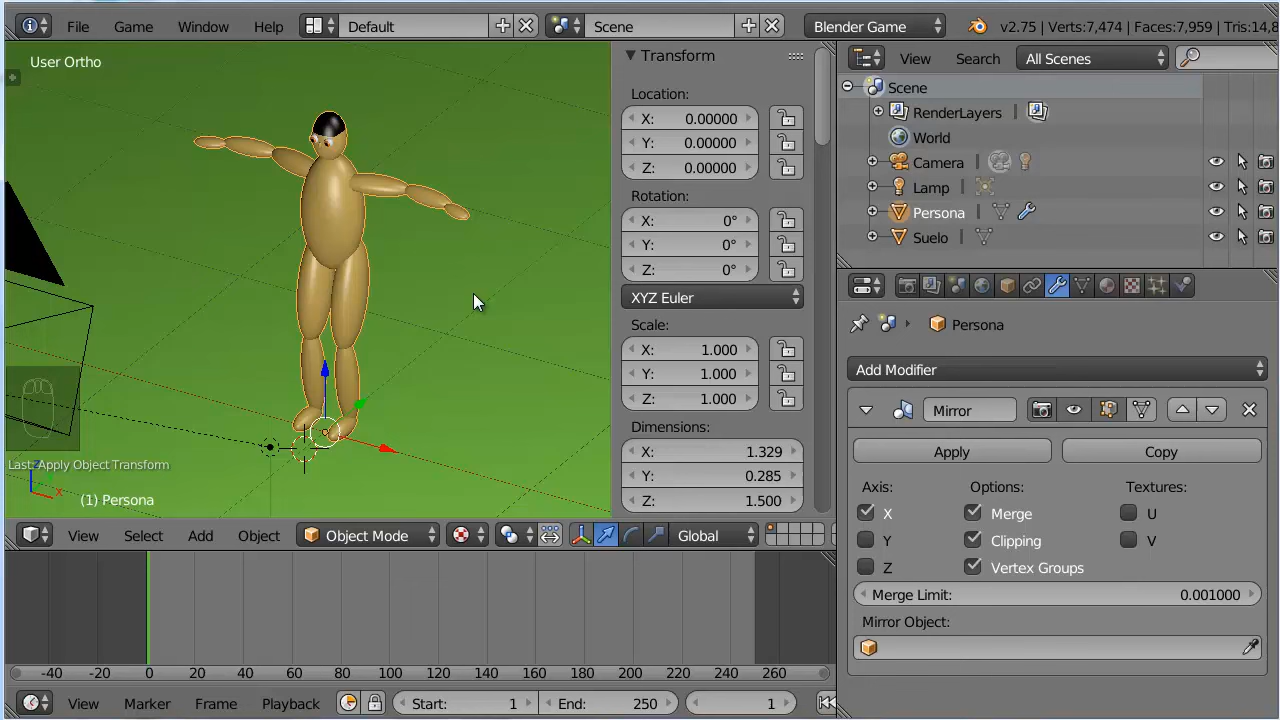 File Game Window Help Default Scene Blender Game v2.75 | Verts:7,474 | Faces:7,959 | Tris:14,8
User Ortho
Transform
Location:
X: 0.00000
Y: 0.00000
Z: 0.00000
Rotation:
X: 0°
Y: 0°
Z: 0°
XYZ Euler
Scale:
X: 1.000
Y: 1.000
Z: 1.000
Dimensions:
X: 1.329
Y: 0.285
Z: 1.500
Last: Apply Object Transform
Z
X
(1) Persona
View Select Add Object Object Mode Global
-40 -20 0 20 40 60 80 100 120 140 160 180 200 220 240 260
View Marker Frame Playback Start: 1 End: 250 1
View Search All Scenes
Scene
RenderLayers |
World
Camera |
Lamp |
Persona |
Suelo |
Persona
Add Modifier
Mirror
Apply Copy
Axis: Options: Textures:
X Merge U
Y Clipping V
Z Vertex Groups
Merge Limit: 0.001000
Mirror Object: